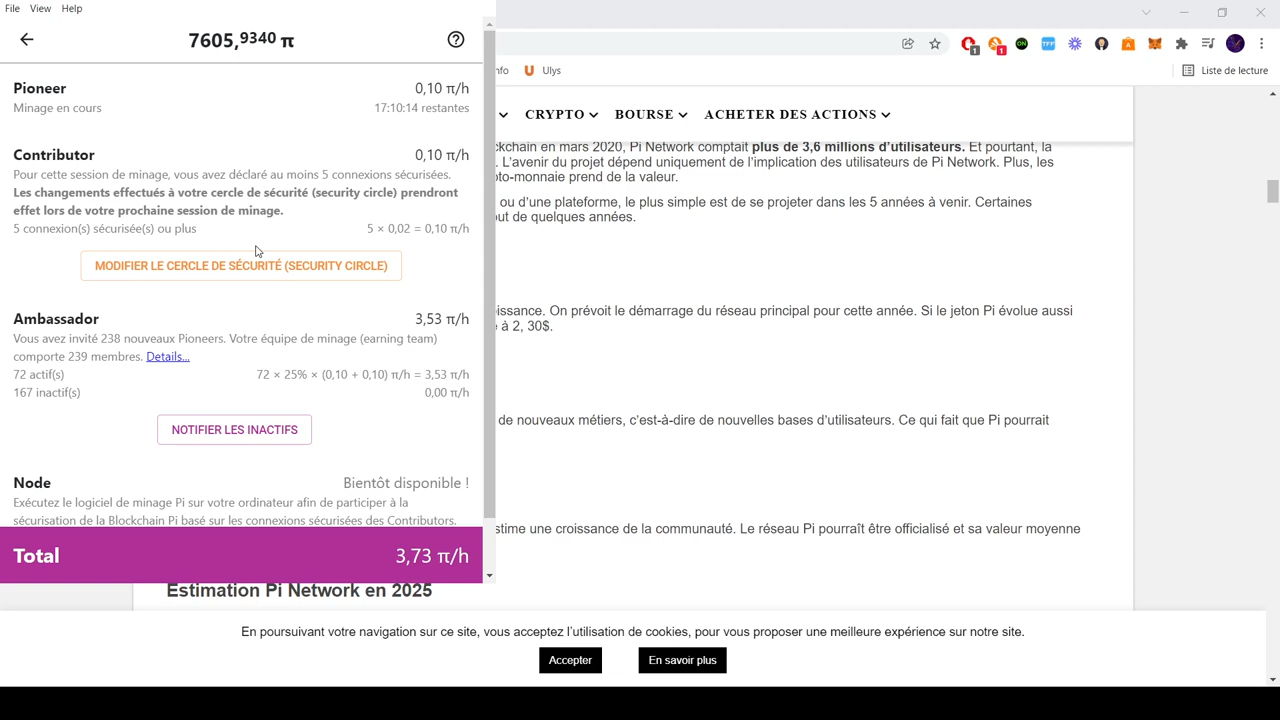 File View Help
7605,9340 π
Pioneer 0,10 π/h
Minage en cours 17:10:14 restantes
Contributor 0,10 π/h
Pour cette session de minage, vous avez déclaré au moins 5 connexions sécurisées.
Les changements effectués à votre cercle de sécurité (security circle) prendront
effet lors de votre prochaine session de minage.
5 connexion(s) sécurisée(s) ou plus 5 × 0,02 = 0,10 π/h
MODIFIER LE CERCLE DE SÉCURITÉ (SECURITY CIRCLE)
Ambassador 3,53 π/h
Vous avez invité 238 nouveaux Pioneers. Votre équipe de minage (earning team)
comporte 239 membres. Details...
72 actif(s) 72 × 25% × (0,10 + 0,10) π/h = 3,53 π/h
167 inactif(s) 0,00 π/h
NOTIFIER LES INACTIFS
Node Bientôt disponible !
Exécutez le logiciel de minage Pi sur votre ordinateur afin de participer à la
sécurisation de la Blockchain Pi basé sur les connexions sécurisées des Contributors.
Total 3,73 π/h
1 1 ON TFF A
nfo Ulys Liste de lecture
CRYPTO BOURSE ACHETER DES ACTIONS
ckchain en mars 2020, Pi Network comptait plus de 3,6 millions d’utilisateurs. Et pourtant, la
. L’avenir du projet dépend uniquement de l’implication des utilisateurs de Pi Network. Plus, les
oto-monnaie prend de la valeur.
ou d’une plateforme, le plus simple est de se projeter dans les 5 années à venir. Certaines
out de quelques années.
issance. On prévoit le démarrage du réseau principal pour cette année. Si le jeton Pi évolue aussi
à 2, 30$.
de nouveaux métiers, c’est-à-dire de nouvelles bases d’utilisateurs. Ce qui fait que Pi pourrait
stime une croissance de la communauté. Le réseau Pi pourraît être officialisé et sa valeur moyenne
Estimation Pi Network en 2025
En poursuivant votre navigation sur ce site, vous acceptez l’utilisation de cookies, pour vous proposer une meilleure expérience sur notre site.
Accepter En savoir plus